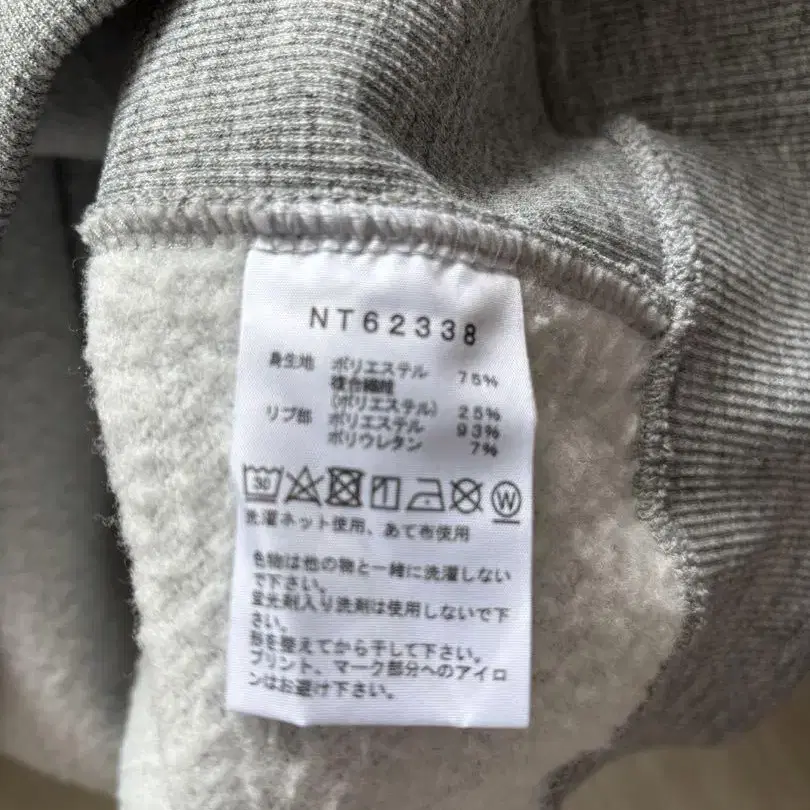 NT62338
身生地 ポリエステル 75%
複合繊維
(ポリエステル) 25%
リブ部 ポリエステル 93%
ポリウレタン 7%
30 W
洗濯ネット使用、あて布使用
色物は他の物と一緒に洗濯しない
で下さい。
蛍光剤入り洗剤は使用しないで下
さい。
形を整えてから干して下さい。
プリント、マーク部分へのアイロ
ンはお避け下さい。